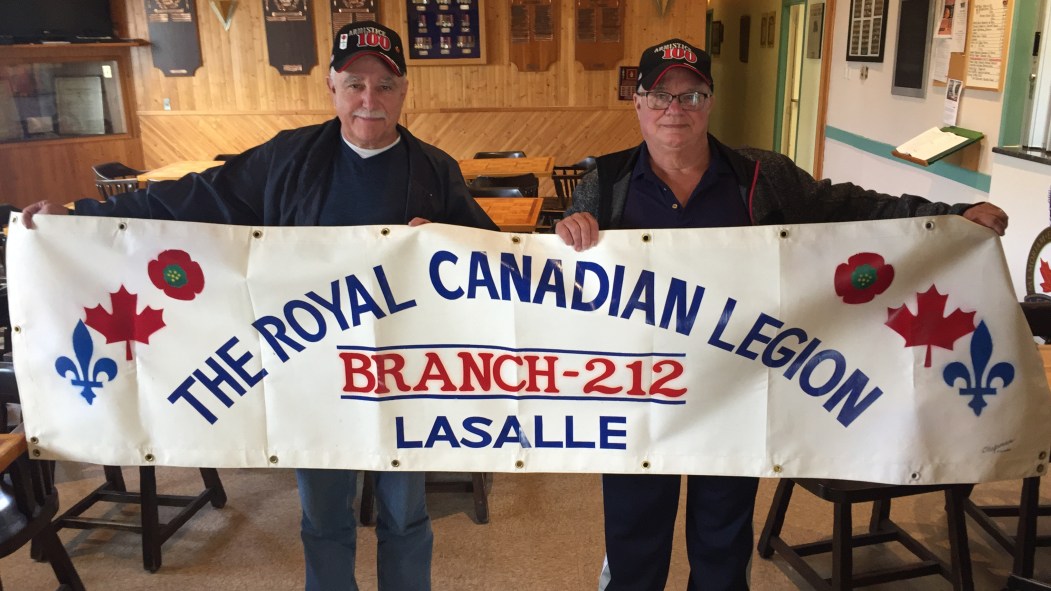 ARMISTICE
100
ARMISTICE
100
THE ROYAL CANADIAN LEGION
BRANCH-212
LASALLE